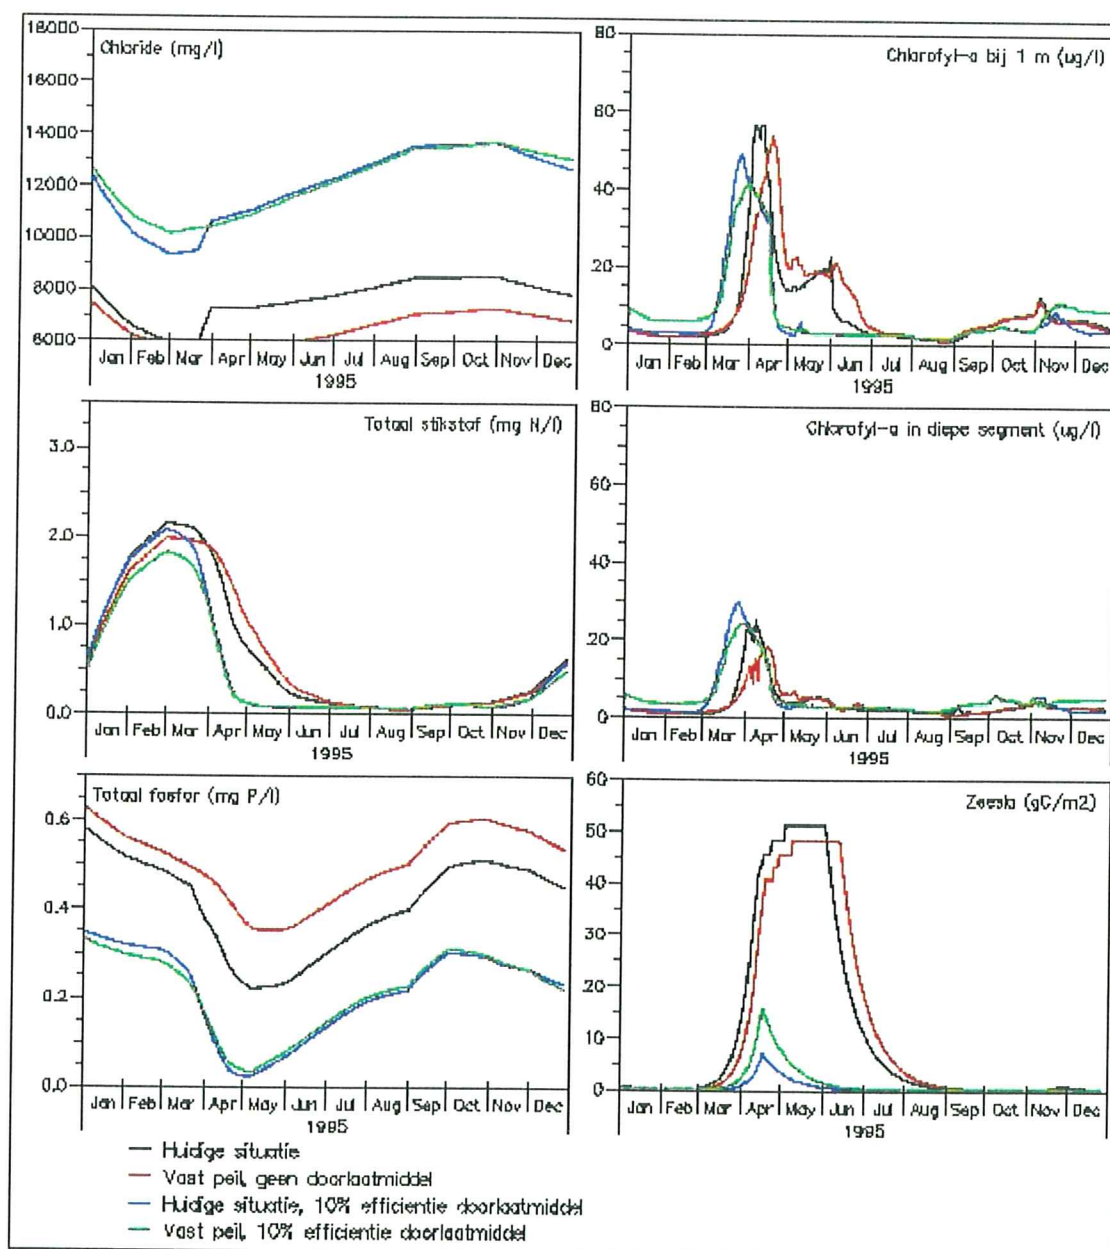 Chloride (mg/l)
18000
16000
14000
12000
10000
8000
6000
Jan Feb Mar Apr May Jun Jul Aug Sep Oct Nov Dec
1995
Chlorofyl-a bij 1 m (ug/l)
80
60
40
20
0
Jan Feb Mar Apr May Jun Jul Aug Sep Oct Nov Dec
1995
Totaal stikstof (mg N/l)
3.0
2.0
1.0
0.0
Jan Feb Mar Apr May Jun Jul Aug Sep Oct Nov Dec
1995
Chlorofyl-a in diepe segment (ug/l)
80
60
40
20
0
Jan Feb Mar Apr May Jun Jul Aug Sep Oct Nov Dec
1995
Totaal fosfor (mg P/l)
0.6
0.4
0.2
0.0
Jan Feb Mar Apr May Jun Jul Aug Sep Oct Nov Dec
1995
Zeesla (gC/m2)
60
50
40
30
20
10
0
Jan Feb Mar Apr May Jun Jul Aug Sep Oct Nov Dec
1995
Huidige situatie
Vast peil, geen doorlaatmiddel
Huidige situatie, 10% efficientie doorlaatmiddel
Vast peil, 10% efficientie doorlaatmiddel